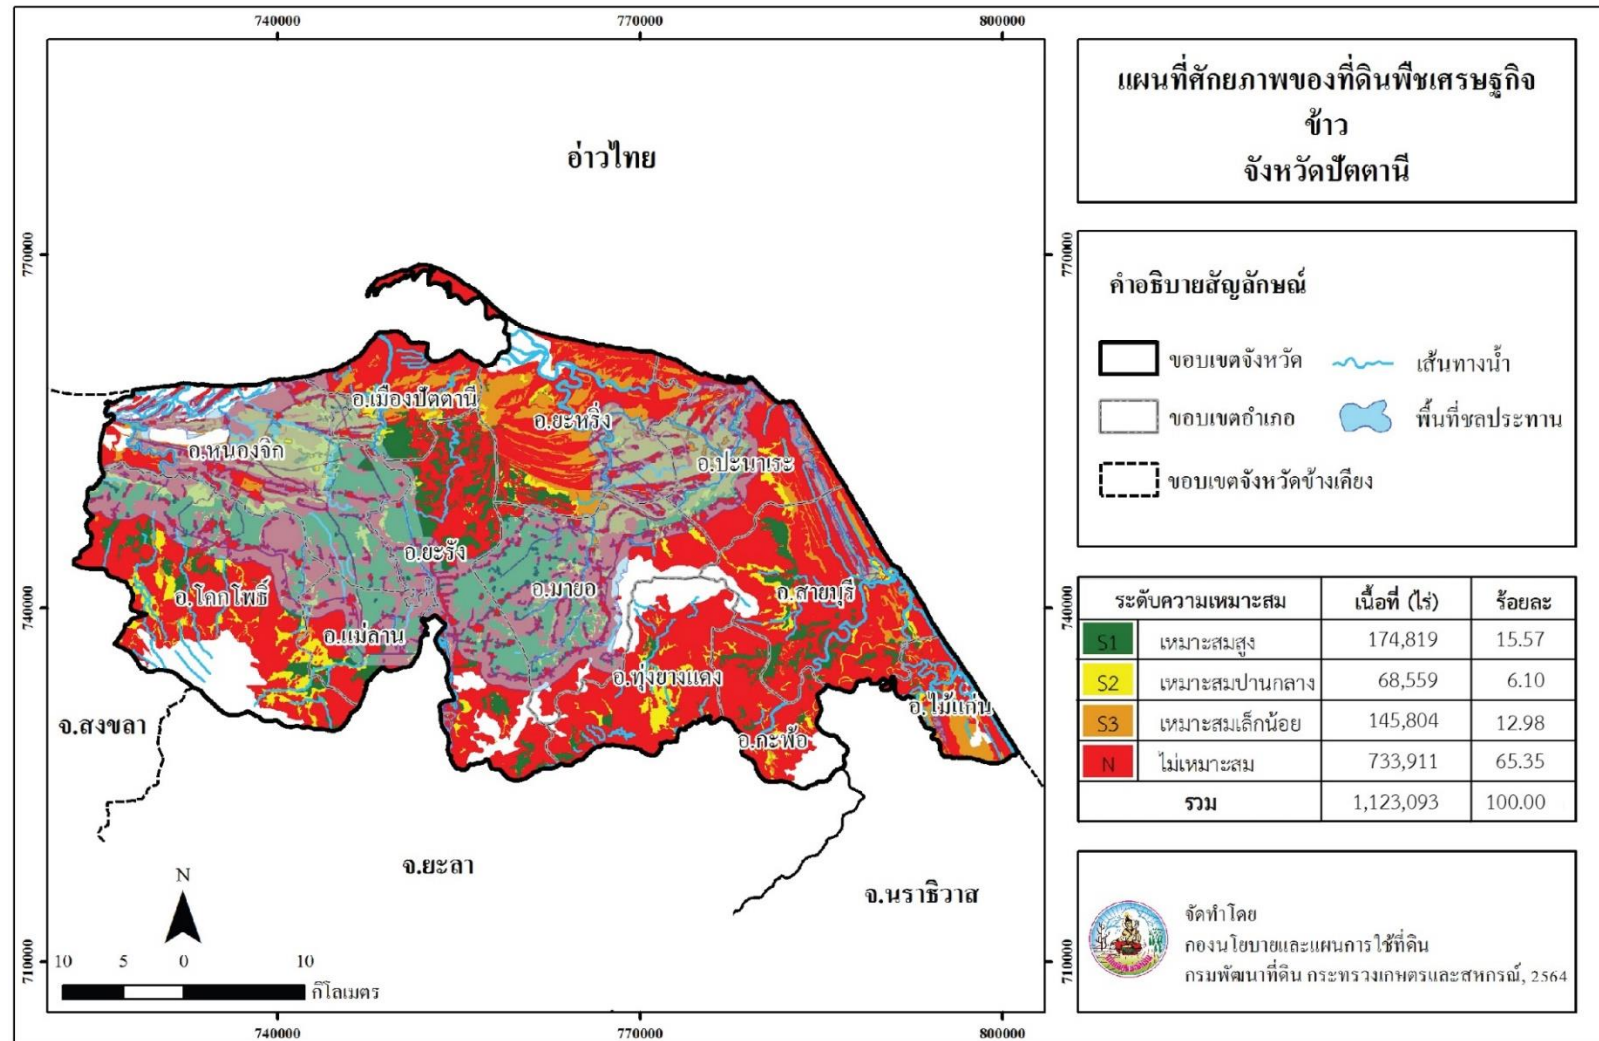 740000
770000
800000
แผนที่ศักยภาพของที่ดินพืชเศรษฐกิจ
ข้าว
จังหวัดปัตตานี
อ่าวไทย
770000
770000
คำอธิบายสัญลักษณ์
ขอบเขตจังหวัด
เส้นทางน้ำ
ขอบเขตอำเภอ
พื้นที่ชลประทาน
ขอบเขตจังหวัดข้างเคียง
อ.เมืองปัตตานี
อ.ยะหริ่ง
อ.หนองจิก
อ.ปะนาเระ
อ.ยะรัง
อ.โคกโพธิ์
อ.มายอ
อ.สายบุรี
740000
740000
อ.แม่ลาน
อ.ทุ่งยางแดง
อ.ไม้แก่น
อ.กะพ้อ
จ.สงขลา
จ.ยะลา
จ.นราธิวาส
ระดับความเหมาะสม เนื้อที่ (ไร่) ร้อยละ
S1 เหมาะสมสูง 174,819 15.57
S2 เหมาะสมปานกลาง 68,559 6.10
S3 เหมาะสมเล็กน้อย 145,804 12.98
N ไม่เหมาะสม 733,911 65.35
รวม 1,123,093 100.00
N
10 5 0 10
กิโลเมตร
710000
710000
จัดทำโดย
กองนโยบายและแผนการใช้ที่ดิน
กรมพัฒนาที่ดิน กระทรวงเกษตรและสหกรณ์, 2564
740000
770000
800000